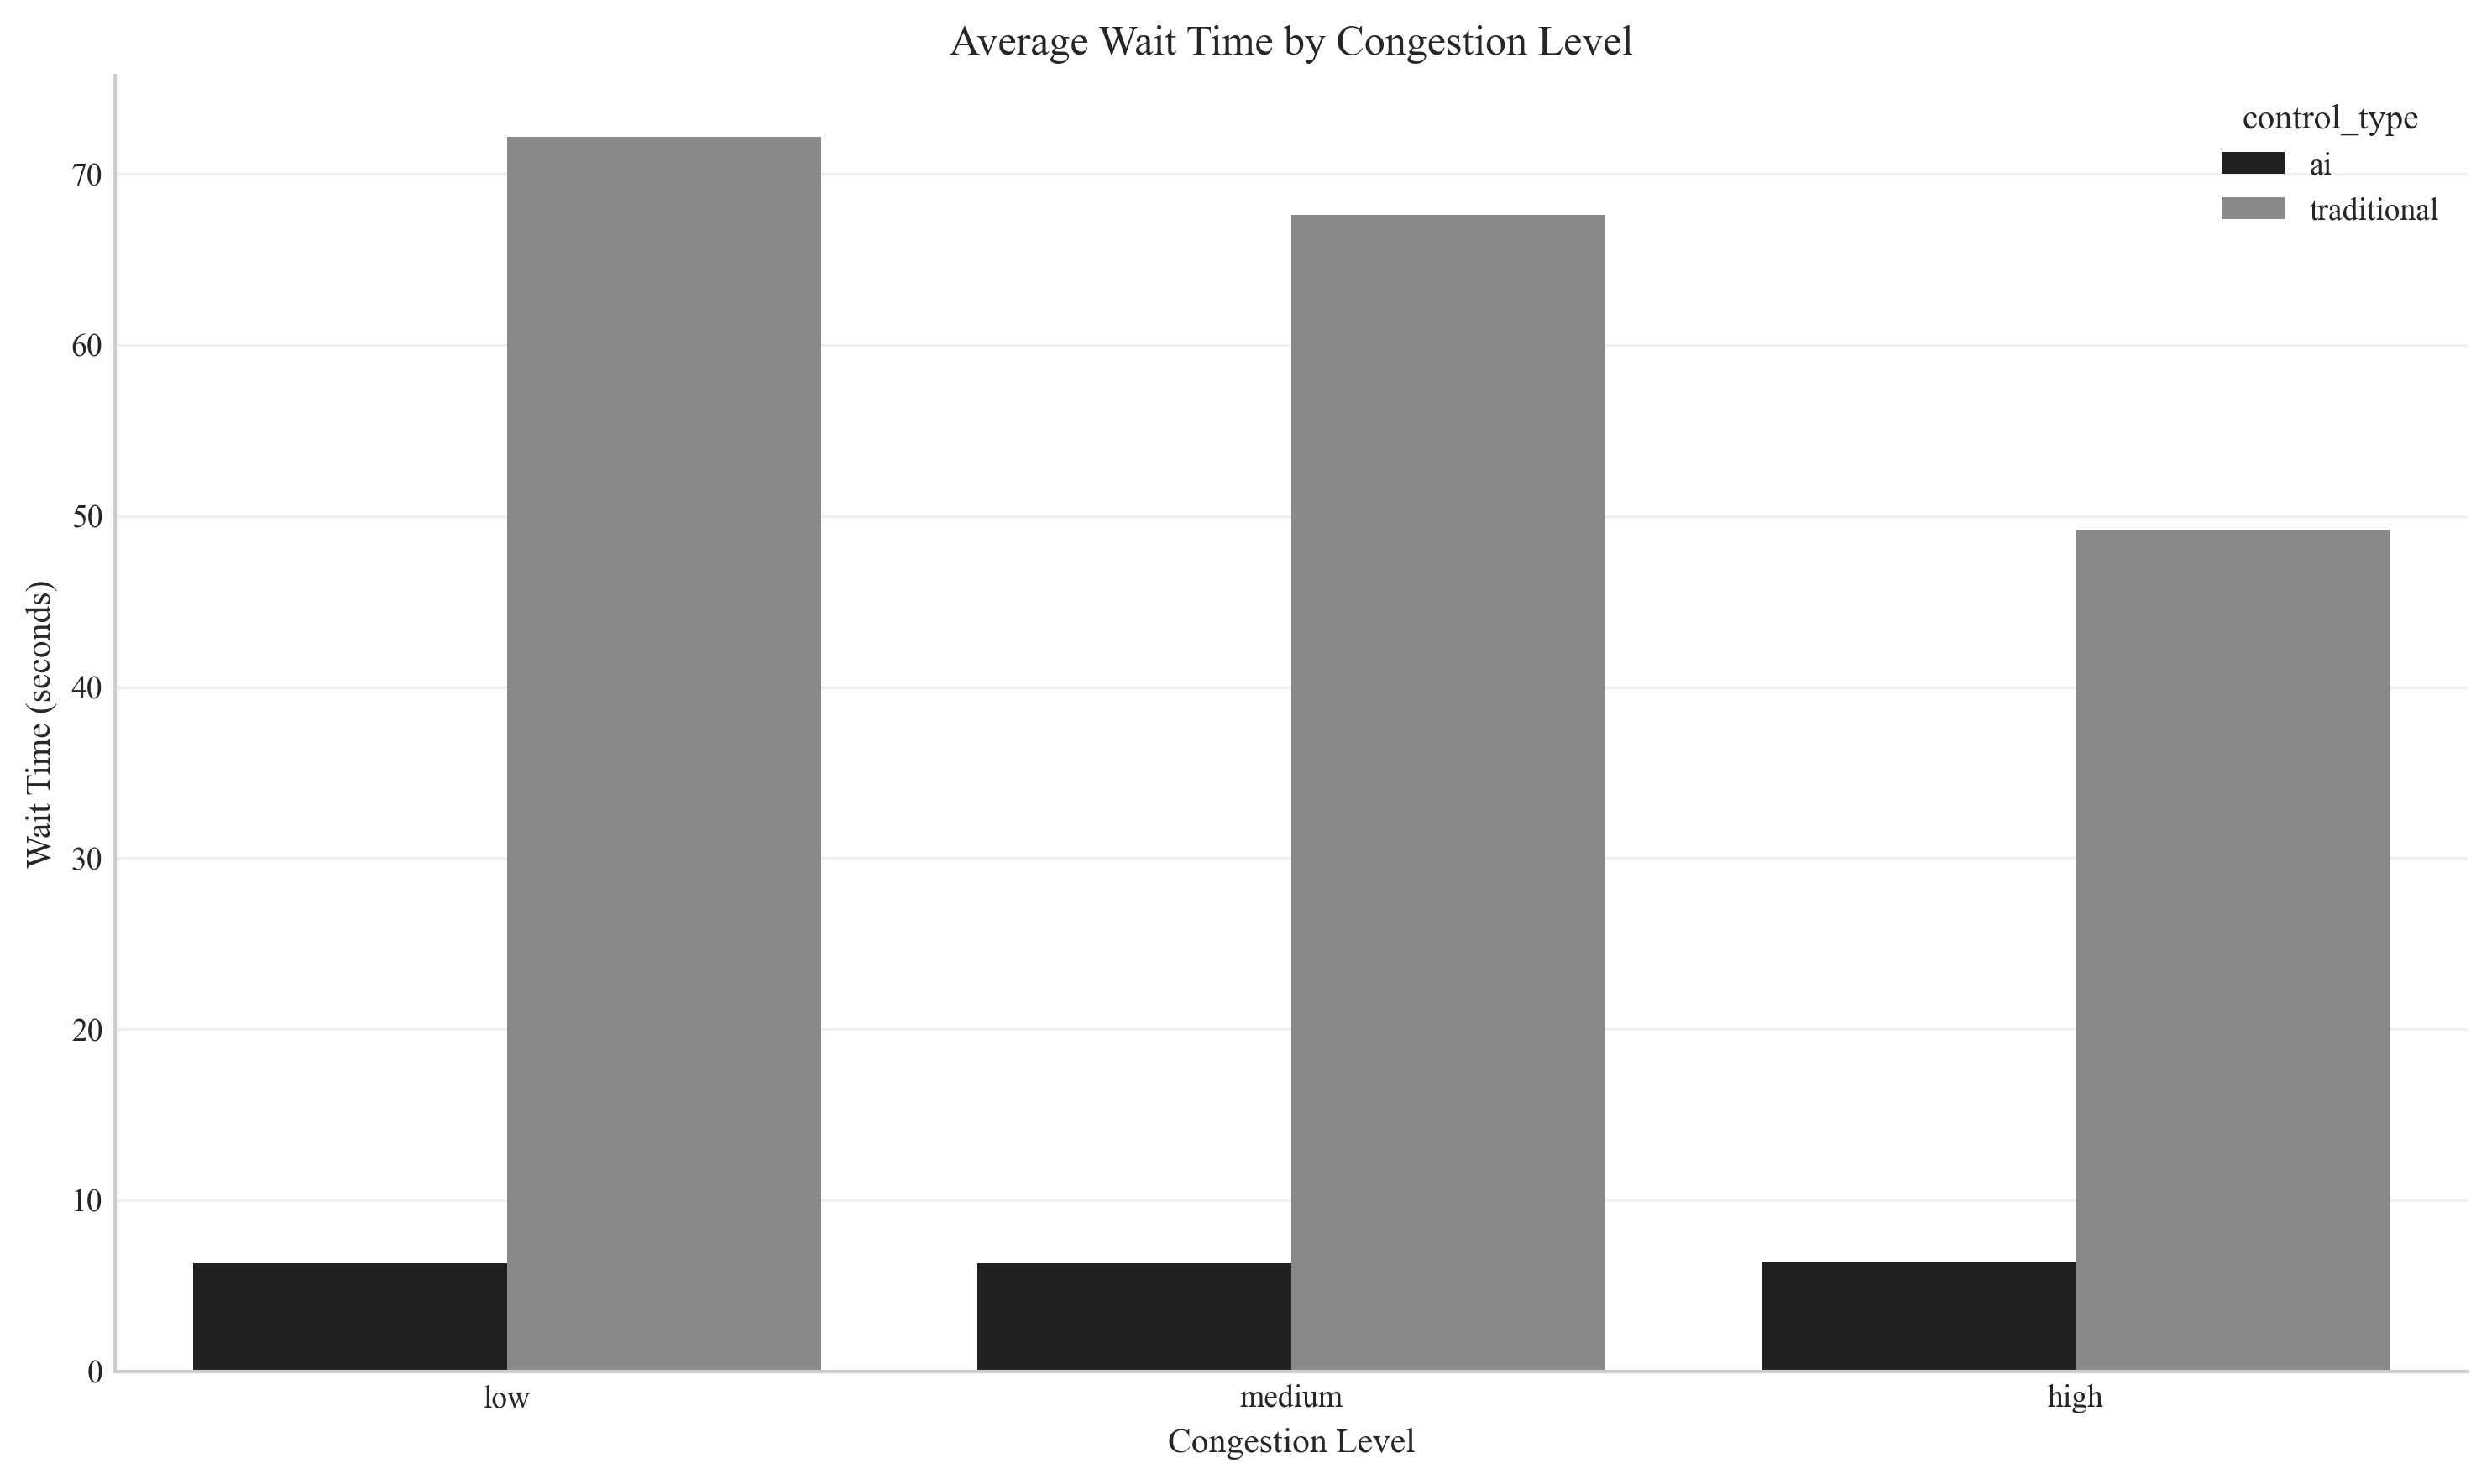 Average Wait Time by Congestion Level
control_type
ai
traditional
Wait Time (seconds)
70
60
50
40
30
20
10
0
low
medium
high
Congestion Level